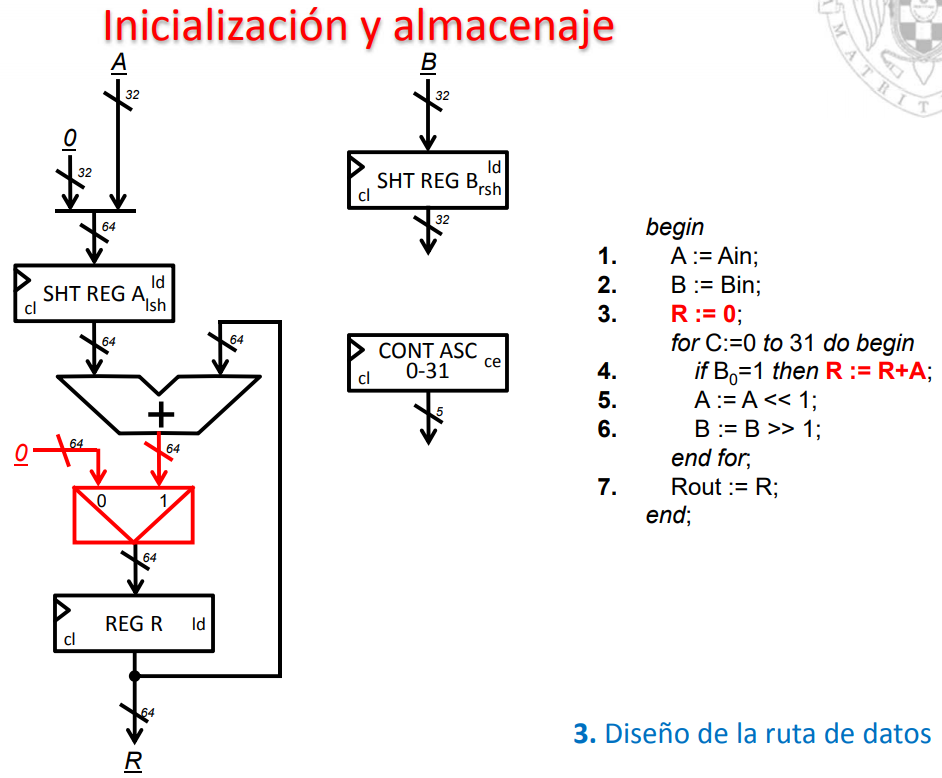 Inicialización y almacenaje
A
32
0
32
64
SHT REG A
ld
lsh
cl
64
64
+
0
64
64
0 1
64
REG R
ld
cl
64
R
B
32
SHT REG B
ld
rsh
cl
32
CONT ASC
0-31
ce
cl
5
begin
1. A := Ain;
2. B := Bin;
3. R := 0;
for C:=0 to 31 do begin
4. if B0=1 then R := R+A;
5. A := A << 1;
6. B := B >> 1;
end for;
7. Rout := R;
end;
3. Diseño de la ruta de datos
MATRIT